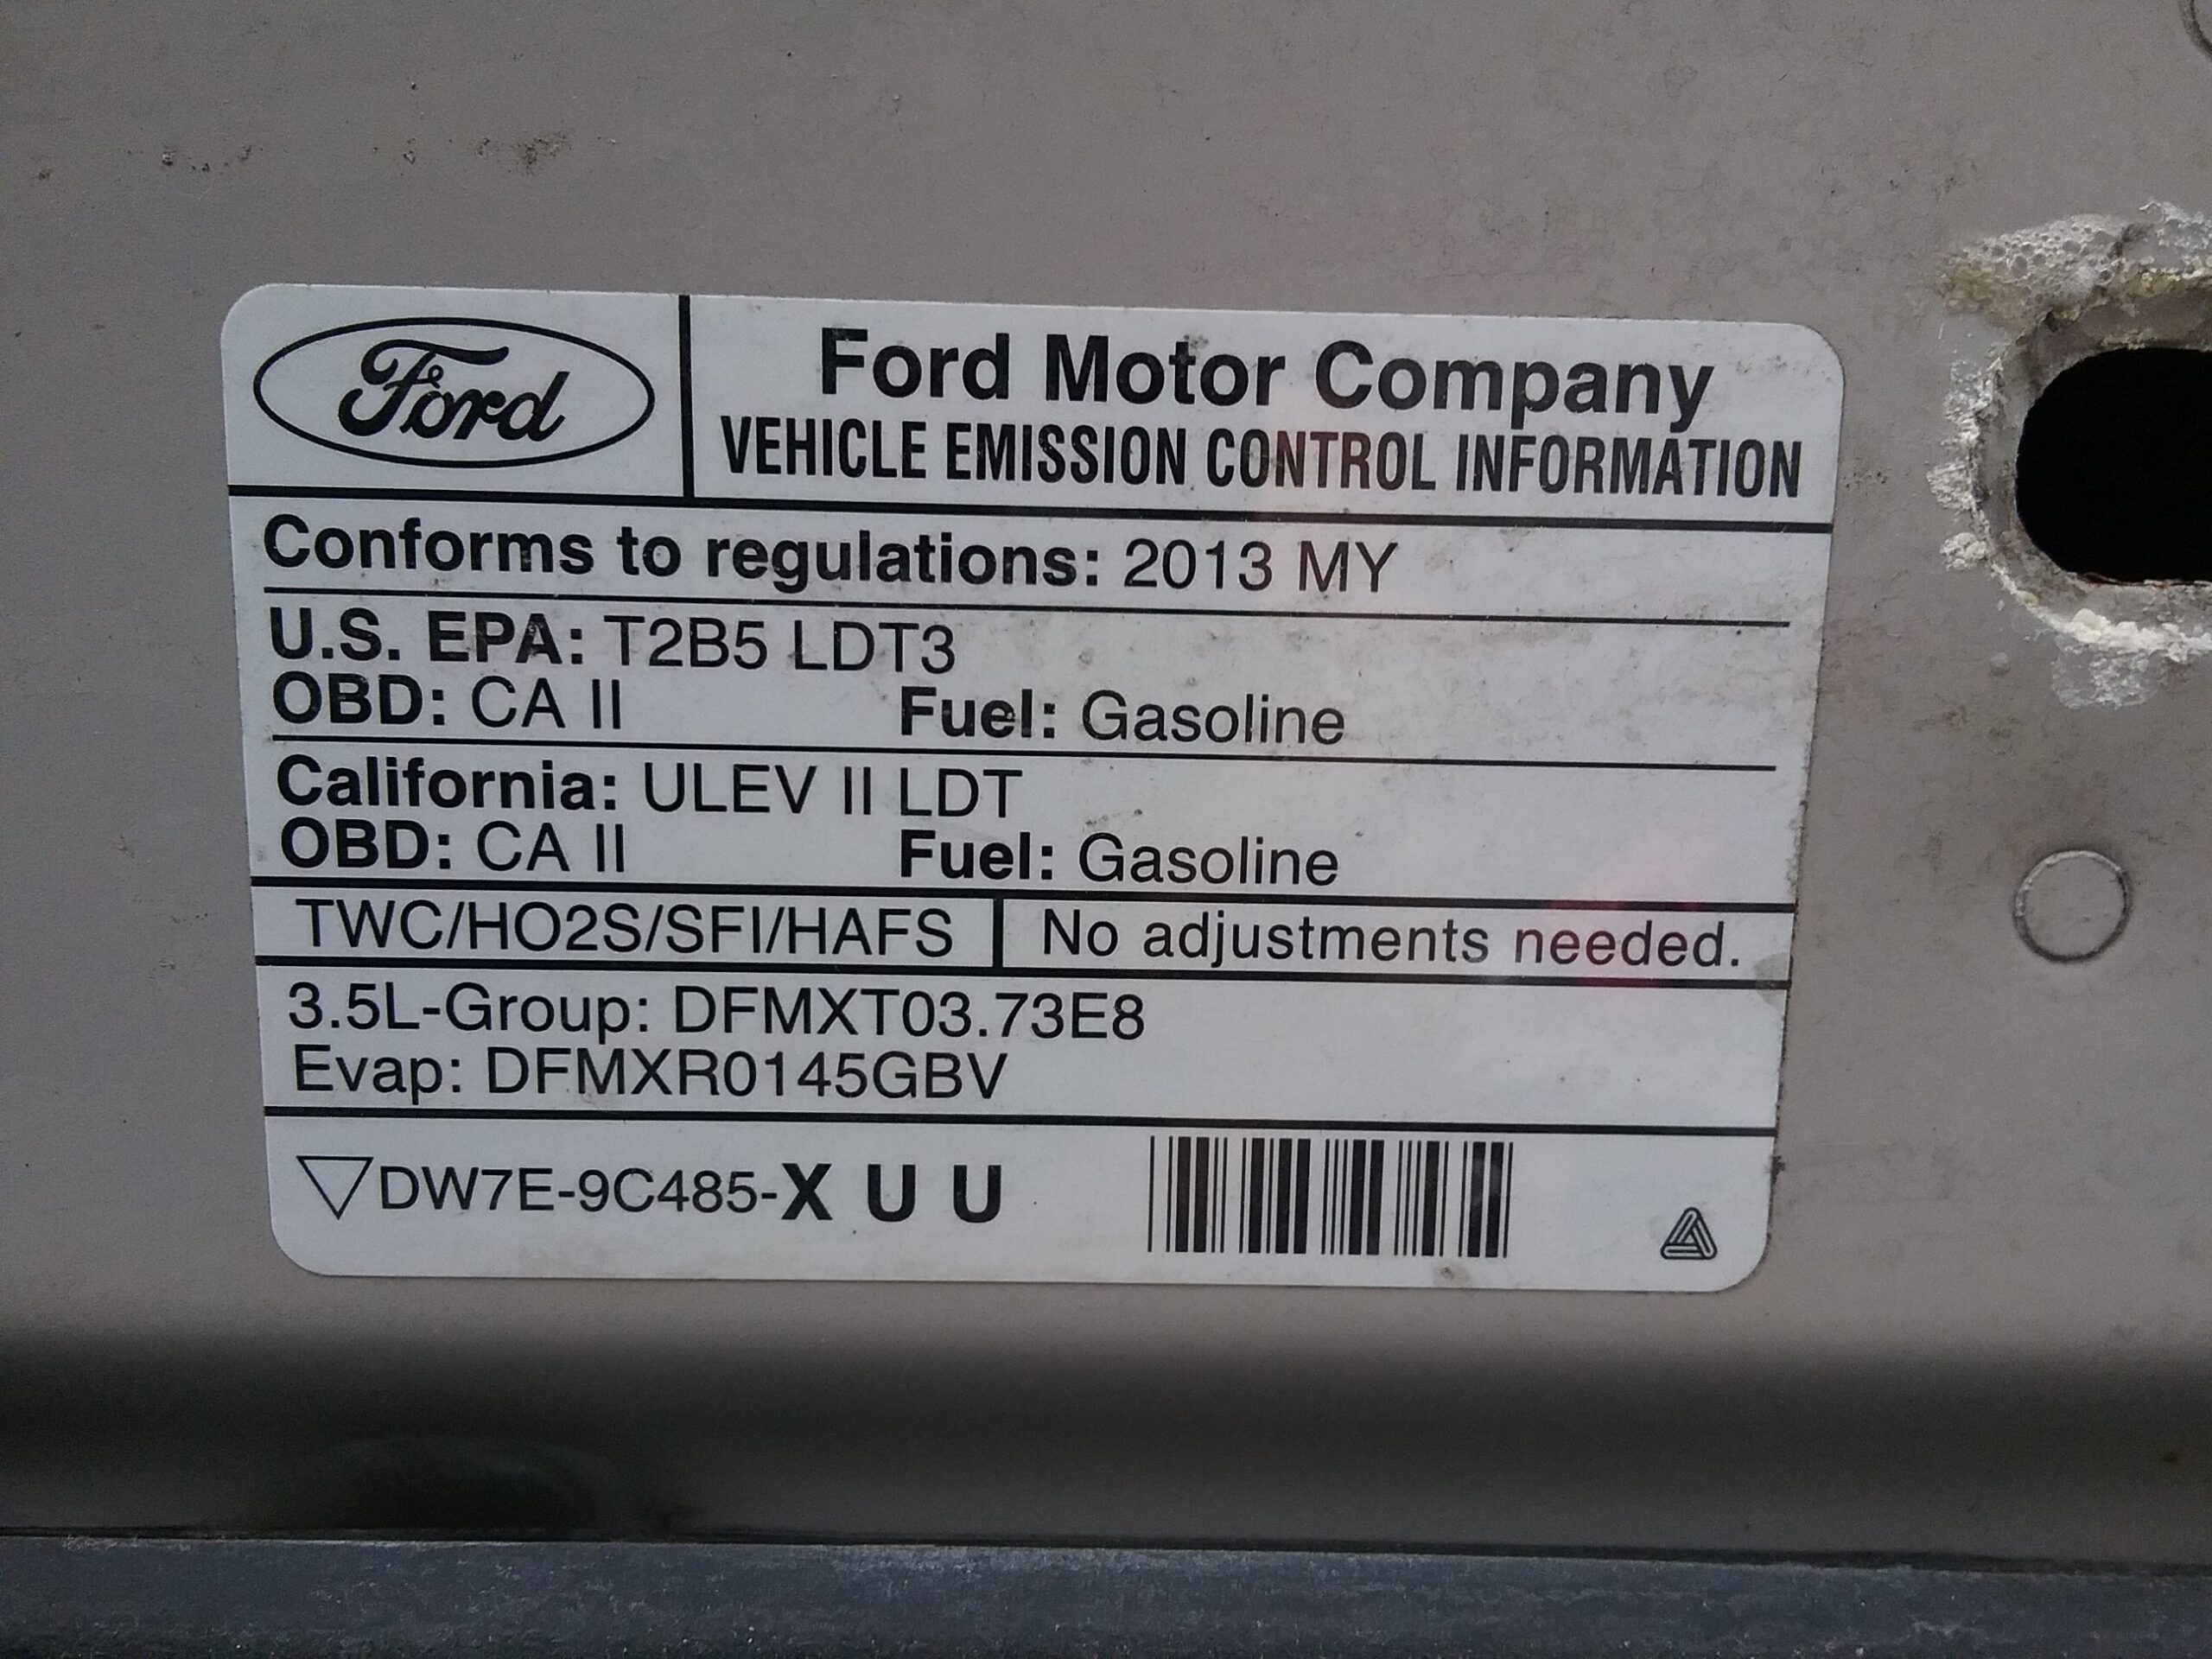 Ford
Ford Motor Company
VEHICLE EMISSION CONTROL INFORMATION
Conforms to regulations: 2013 MY
U.S. EPA: T2B5 LDT3
OBD: CA II Fuel: Gasoline
California: ULEV II LDT
OBD: CA II Fuel: Gasoline
TWC/HO2S/SFI/HAFS No adjustments needed.
3.5L-Group: DFMXT03.73E8
Evap: DFMXR0145GBV
DW7E-9C485-X U U